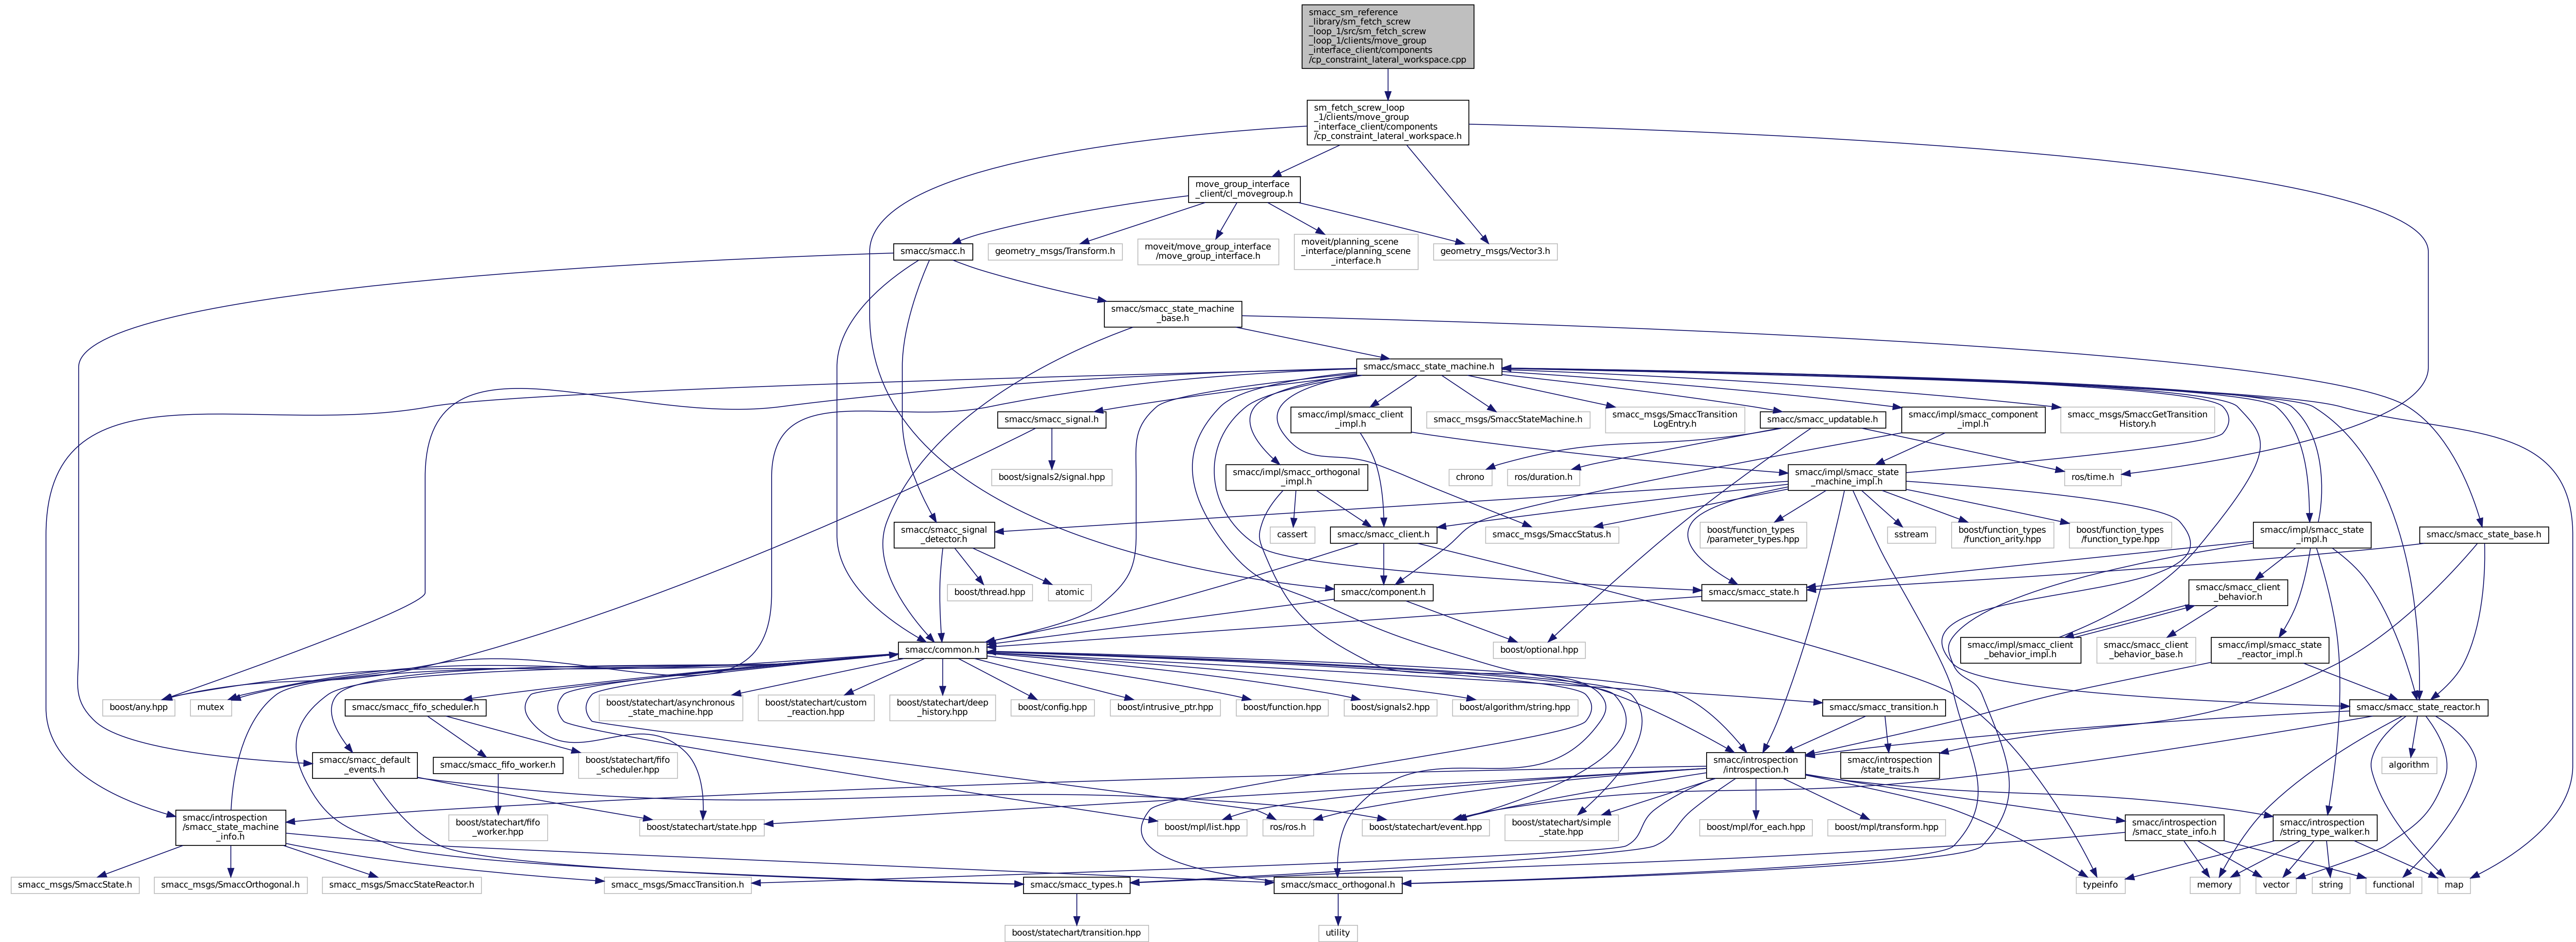 smacc_sm_reference
_library/sm_fetch_screw
_loop_1/src/sm_fetch_screw
_loop_1/clients/move_group
_interface_client/components
/cp_constraint_lateral_workspace.cpp
sm_fetch_screw_loop
_1/clients/move_group
_interface_client/components
/cp_constraint_lateral_workspace.h
move_group_interface
_client/cl_movegroup.h
smacc/smacc.h
geometry_msgs/Transform.h
moveit/move_group_interface
/move_group_interface.h
moveit/planning_scene
_interface/planning_scene
_interface.h
geometry_msgs/Vector3.h
smacc/smacc_state_machine
_base.h
smacc/smacc_state_machine.h
smacc/smacc_signal.h
smacc/impl/smacc_client
_impl.h
smacc_msgs/SmaccStateMachine.h
smacc_msgs/SmaccTransition
LogEntry.h
smacc/smacc_updatable.h
smacc/impl/smacc_component
_impl.h
smacc_msgs/SmaccGetTransition
History.h
boost/signals2/signal.hpp
smacc/impl/smacc_orthogonal
_impl.h
chrono
ros/duration.h
smacc/impl/smacc_state
_machine_impl.h
ros/time.h
smacc/smacc_signal
_detector.h
cassert
smacc/smacc_client.h
smacc_msgs/SmaccStatus.h
boost/function_types
/parameter_types.hpp
sstream
boost/function_types
/function_arity.hpp
boost/function_types
/function_type.hpp
smacc/impl/smacc_state
_impl.h
smacc/smacc_state_base.h
boost/thread.hpp
atomic
smacc/component.h
smacc/smacc_state.h
smacc/smacc_client
_behavior.h
smacc/common.h
boost/optional.hpp
smacc/impl/smacc_client
_behavior_impl.h
smacc/smacc_client
_behavior_base.h
smacc/impl/smacc_state
_reactor_impl.h
boost/any.hpp
mutex
smacc/smacc_fifo_scheduler.h
boost/statechart/asynchronous
_state_machine.hpp
boost/statechart/custom
_reaction.hpp
boost/statechart/deep
_history.hpp
boost/config.hpp
boost/intrusive_ptr.hpp
boost/function.hpp
boost/signals2.hpp
boost/algorithm/string.hpp
smacc/smacc_transition.h
smacc/smacc_state_reactor.h
smacc/smacc_default
_events.h
smacc/smacc_fifo_worker.h
boost/statechart/fifo
_scheduler.hpp
smacc/introspection
/introspection.h
smacc/introspection
/state_traits.h
algorithm
smacc/introspection
/smacc_state_machine
_info.h
boost/statechart/fifo
_worker.hpp
boost/statechart/state.hpp
boost/mpl/list.hpp
ros/ros.h
boost/statechart/event.hpp
boost/statechart/simple
_state.hpp
boost/mpl/for_each.hpp
boost/mpl/transform.hpp
smacc/introspection
/smacc_state_info.h
smacc/introspection
/string_type_walker.h
smacc_msgs/SmaccState.h
smacc_msgs/SmaccOrthogonal.h
smacc_msgs/SmaccStateReactor.h
smacc_msgs/SmaccTransition.h
smacc/smacc_types.h
smacc/smacc_orthogonal.h
typeinfo
memory
vector
string
functional
map
boost/statechart/transition.hpp
utility